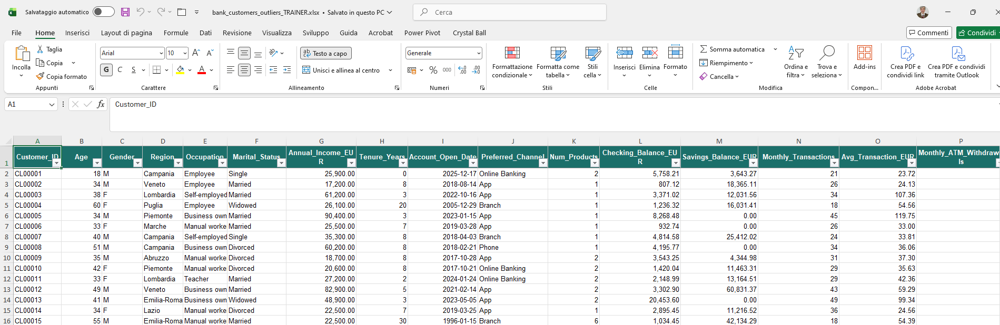 Salvataggio automatico bank_customers_outliers_TRAINER.xlsx • Salvato in questo PC Cerca
File Home Inserisci Layout di pagina Formule Dati Revisione Visualizza Sviluppo Guida Acrobat Power Pivot Crystal Ball Commenti Condividi
Incolla
Taglia
Copia
Copia formato
Appunti
Arial 10
G C S
Carattere
Testo a capo
Unisci e allinea al centro
Allineamento
Generale
% 000
Numeri
Formattazione condizionale
Formatta come tabella
Stili cella
Stili
Inserisci Elimina Formato
Celle
Somma automatica
Riempimento
Cancella
Ordina e filtra
Trova e seleziona
Modifica
Add-ins
Compon...
Crea PDF e condividi link
Crea PDF e condividi tramite Outlook
Adobe Acrobat
A1 fx Customer_ID
A B C D E F G H I J K L M N O P
1 Customer_ID Age Gender Region Occupation Marital_Status Annual_Income_EUR Tenure_Years Account_Open_Date Preferred_Channel Num_Products Checking_Balance_EUR Savings_Balance_EUR Monthly_Transactions Avg_Transaction_EUR Monthly_ATM_Withdrawals
2 CL00001 18 M Campania Employee Single 25,900.00 0 2025-12-17 Online Banking 2 5,758.21 3,643.27 21 23.72
3 CL00002 34 M Veneto Employee Married 17,200.00 8 2018-08-14 App 1 807.12 18,365.11 26 24.13
4 CL00003 38 F Lombardia Self-employed Married 61,200.00 3 2022-10-16 App 1 3,371.02 12,031.56 34 107.36
5 CL00004 60 F Puglia Employee Widowed 26,100.00 20 2005-12-29 Branch 1 1,236.32 16,031.41 18 54.56
6 CL00005 34 M Piemonte Business own Married 90,400.00 3 2023-01-15 App 1 8,268.48 0.00 45 119.75
7 CL00006 33 F Marche Manual worke Married 25,500.00 7 2019-03-28 App 1 932.74 0.00 26 33.00
8 CL00007 40 M Campania Self-employed Single 35,300.00 8 2018-04-03 Branch 1 4,814.58 25,412.02 24 33.81
9 CL00008 51 M Campania Business own Divorced 60,200.00 8 2018-02-21 Phone 1 4,195.77 0.00 34 36.06
10 CL00009 35 M Abruzzo Manual worke Divorced 18,700.00 8 2017-10-28 App 2 3,543.25 4,344.98 31 37.30
11 CL00010 42 F Piemonte Manual worke Divorced 20,600.00 8 2017-10-21 Online Banking 2 1,420.04 11,463.31 29 35.63
12 CL00011 33 F Lombardia Teacher Married 27,200.00 2 2024-01-24 Online Banking 2 2,148.99 13,164.51 29 42.36
13 CL00012 49 M Veneto Business own Married 82,900.00 5 2021-02-14 App 2 3,302.90 60,831.37 43 59.29
14 CL00013 41 M Emilia-Roma Business own Widowed 48,900.00 3 2023-05-05 App 2 20,453.60 0.00 49 99.34
15 CL00014 34 F Lazio Manual worke Divorced 22,500.00 7 2019-03-25 App 1 2,895.45 11,216.52 36 24.56
16 CL00015 55 M Emilia-Roma Manual worke Married 22,500.00 30 1996-01-15 Branch 6 1,034.45 42,134.29 18 54.39